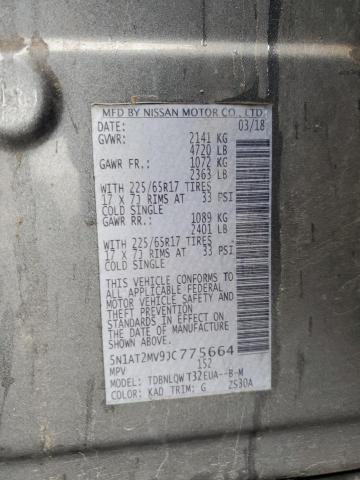 MFD BY NISSAN MOTOR CO., LTD.
DATE: 03/18
GVWR: 2141 KG
4720 LB
GAWR FR.: 1072 KG
2363 LB
WITH 225/65R17 TIRES
17 X 7J RIMS AT 33 PSI
COLD SINGLE
GAWR RR.: 1089 KG
2401 LB
WITH 225/65R17 TIRES
17 X 7J RIMS AT 33 PSI
COLD SINGLE
THIS VEHICLE CONFORMS TO
ALL APPLICABLE FEDERAL
MOTOR VEHICLE SAFETY AND
THEFT PREVENTION
STANDARDS IN EFFECT ON
THE DATE OF MANUFACTURE
SHOWN ABOVE.
5N1AT2MV9JC775664
MPV 152
MODEL: TDBNLQW T32EUA--B-M
COLOR: KAD TRIM: G ZS30A